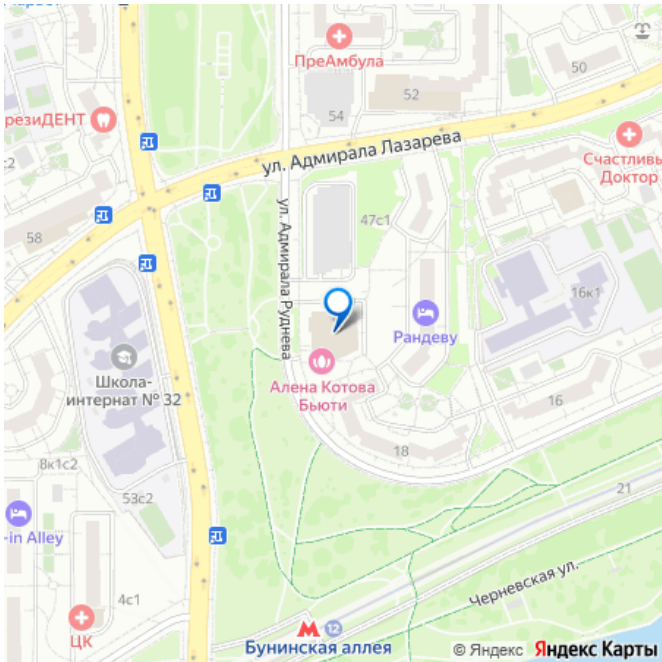 ПреАмбула
50
52
54
резиДЕНТ
ул. Адмирала Лазарева
Счастливы
Доктор
58
47с1
ул. Адмирала Руднева
16к1
Рандеву
Школа-
интернат № 32
Алена Котова
Бьюти
16
18
8к1с2
53с2
21
-in Alley
4с1
Черневская ул.
ЦК
М 12
Бунинская аллея
© Яндекс Яндекс Карты